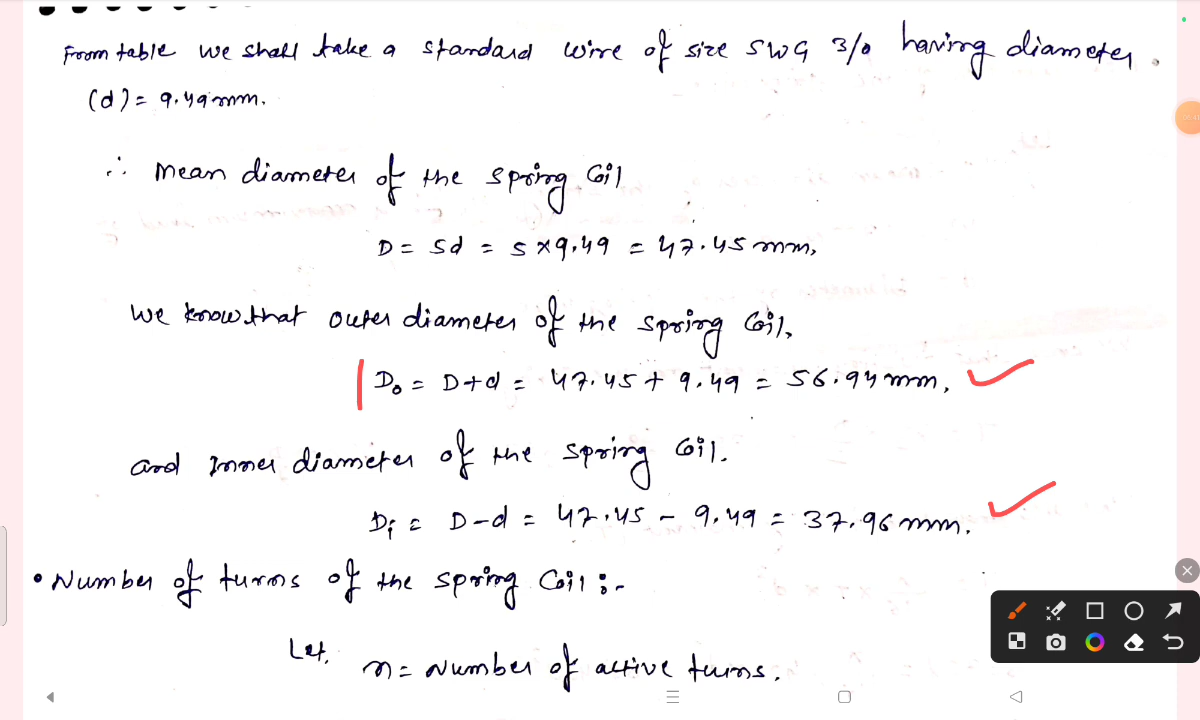 From table we shall take a standard wire of size SWG 3/0 having diameter.
(d) = 9.49mm.
∴ Mean diameter of the spring Coil
D = 5d = 5 × 9.49 = 47.45 mm,
We know that outer diameter of the spring Coil,
Do = D+d = 47.45 + 9.49 = 56.94 mm,
and Inner diameter of the spring Coil.
Di = D-d = 47.45 - 9.49 = 37.96 mm.
• Number of turns of the spring Coil :-
Let, n = Number of active turns.